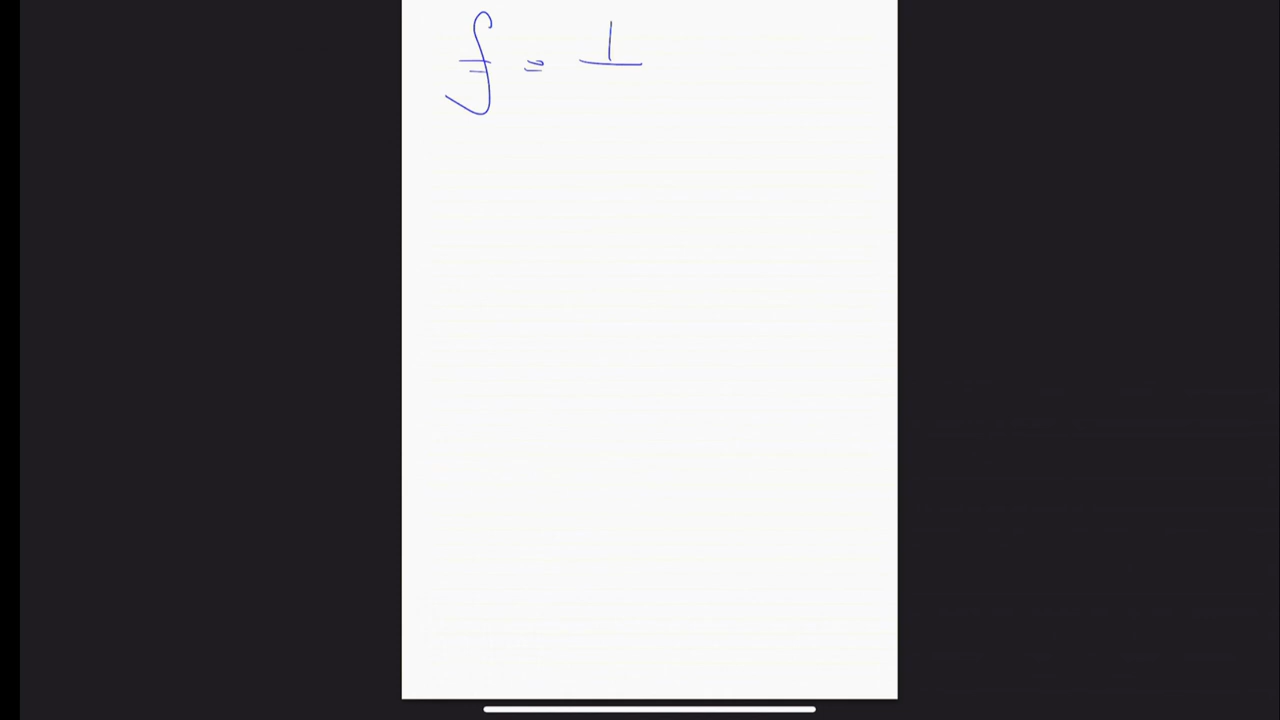 f = 1/